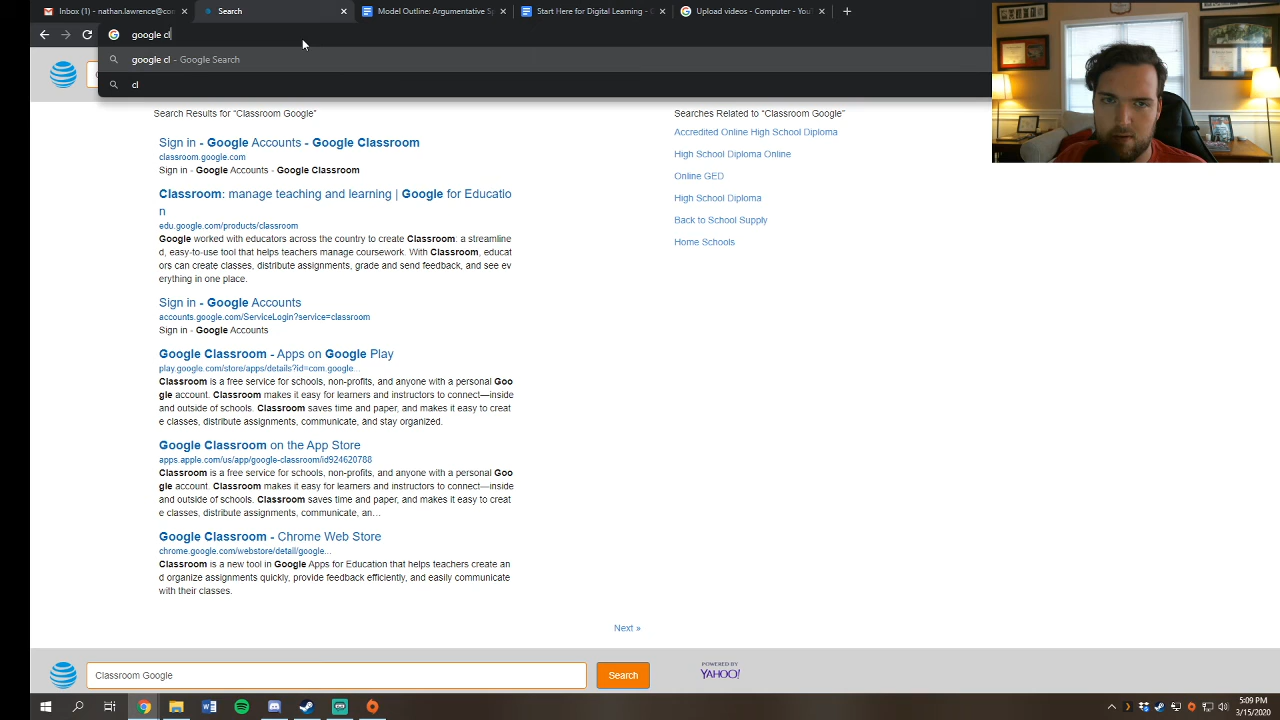 Inbox (1) - nathan.lawrence@cor
Search
Model Outline: Argumentative Se
Start Here for Digital Learning - G
Upload videos - Computer - You
google cl
google cl - Google Search
cl
Search Results for "Classroom Google"
Sign in - Google Accounts - Google Classroom
classroom.google.com
Sign in - Google Accounts - Google Classroom
Classroom: manage teaching and learning | Google for Educatio
n
edu.google.com/products/classroom
Google worked with educators across the country to create Classroom: a streamline
d, easy-to-use tool that helps teachers manage coursework. With Classroom, educat
ors can create classes, distribute assignments, grade and send feedback, and see ev
erything in one place.
Sign in - Google Accounts
accounts.google.com/ServiceLogin?service=classroom
Sign in - Google Accounts
Google Classroom - Apps on Google Play
play.google.com/store/apps/details?id=com.google...
Classroom is a free service for schools, non-profits, and anyone with a personal Goo
gle account. Classroom makes it easy for learners and instructors to connect—inside
and outside of schools. Classroom saves time and paper, and makes it easy to creat
e classes, distribute assignments, communicate, and stay organized.
Google Classroom on the App Store
apps.apple.com/us/app/google-classroom/id924620788
Classroom is a free service for schools, non-profits, and anyone with a personal Goo
gle account. Classroom makes it easy for learners and instructors to connect—inside
and outside of schools. Classroom saves time and paper, and makes it easy to creat
e classes, distribute assignments, communicate, an...
Google Classroom - Chrome Web Store
chrome.google.com/webstore/detail/google...
Classroom is a new tool in Google Apps for Education that helps teachers create an
d organize assignments quickly, provide feedback efficiently, and easily communicate
with their classes.
Next »
Searches Related to "Classroom Google"
Accredited Online High School Diploma
High School Diploma Online
Online GED
High School Diploma
Back to School Supply
Home Schools
Classroom Google
Search
POWERED BY
YAHOO!
5:09 PM
3/15/2020